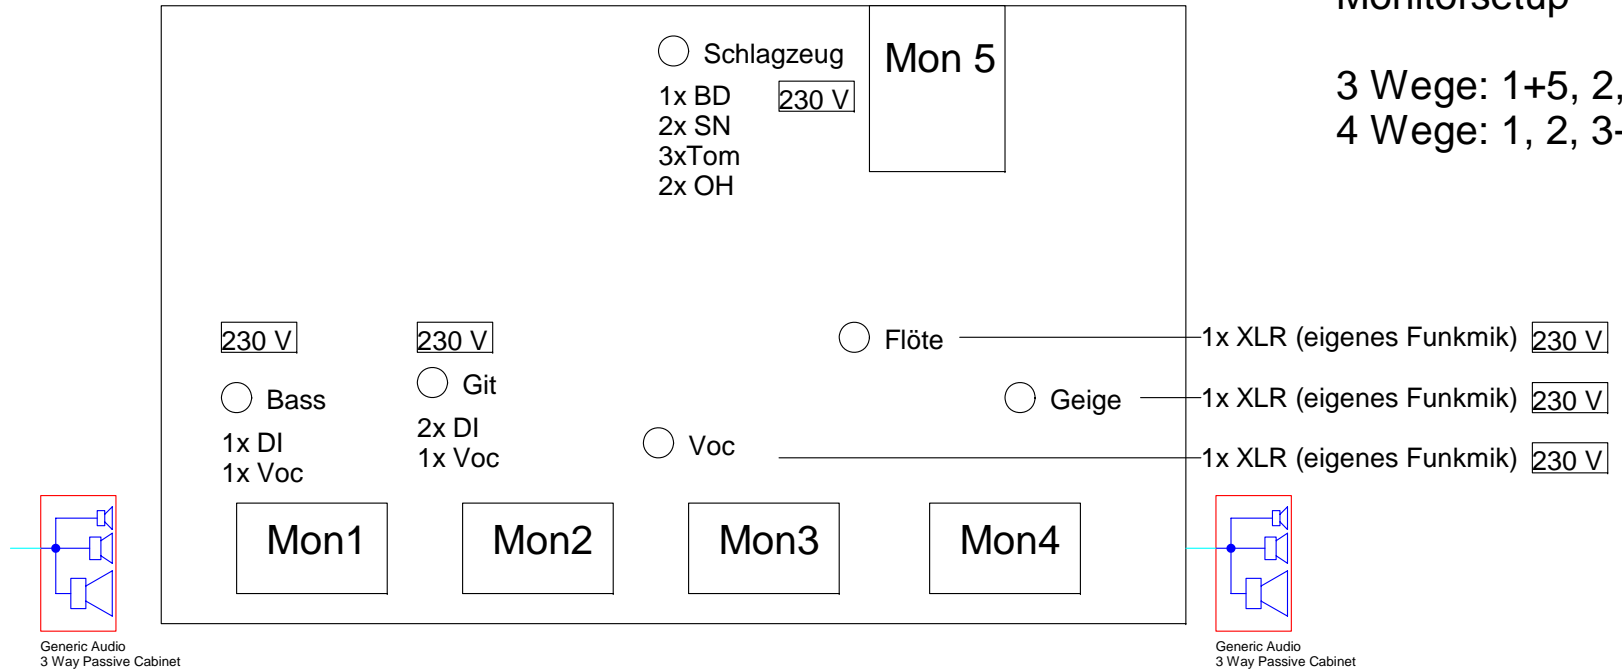 Monitorsetup
Schlagzeug
Mon 5
1x BD
230 V
2x SN
3xTom
2x OH
3 Wege: 1+5, 2,
4 Wege: 1, 2, 3-
230 V
230 V
Flöte
1x XLR (eigenes Funkmik)
230 V
Bass
Git
Geige
1x XLR (eigenes Funkmik)
230 V
1x DI
1x Voc
2x DI
1x Voc
Voc
1x XLR (eigenes Funkmik)
230 V
Mon1
Mon2
Mon3
Mon4
Generic Audio
3 Way Passive Cabinet
Generic Audio
3 Way Passive Cabinet